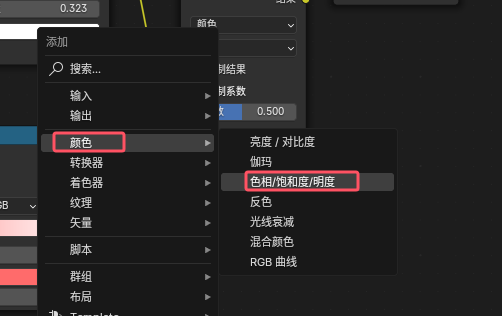 0.323
结果
颜色
添加
搜索...
制结果
输入
制系数
输出
数 0.500
颜色
亮度 / 对比度
转换器
伽玛
着色器
色相/饱和度/明度
纹理
反色
GB
矢量
光线衰减
混合颜色
脚本
RGB 曲线
群组
布局
Template